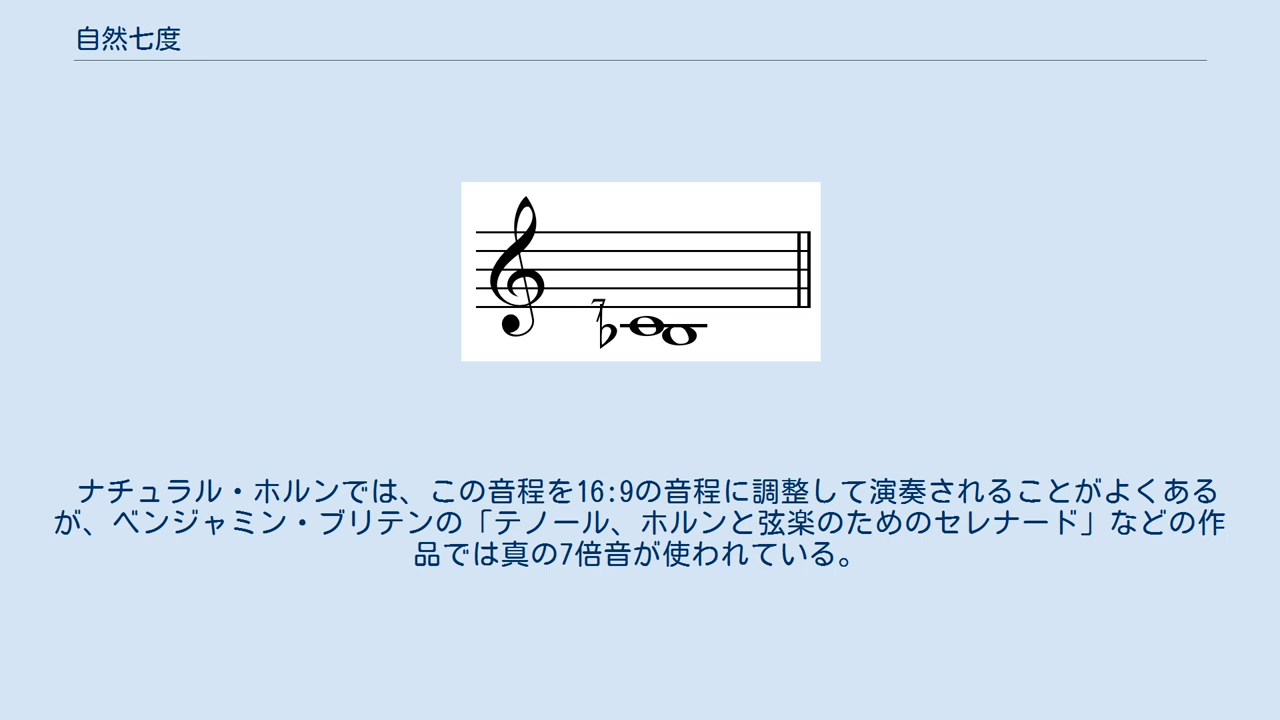 自然七度
7
ナチュラル・ホルンでは、この音程を16:9の音程に調整して演奏されることがよくある
が、ベンジャミン・ブリテンの「テノール、ホルンと弦楽のためのセレナード」などの作
品では真の7倍音が使われている。